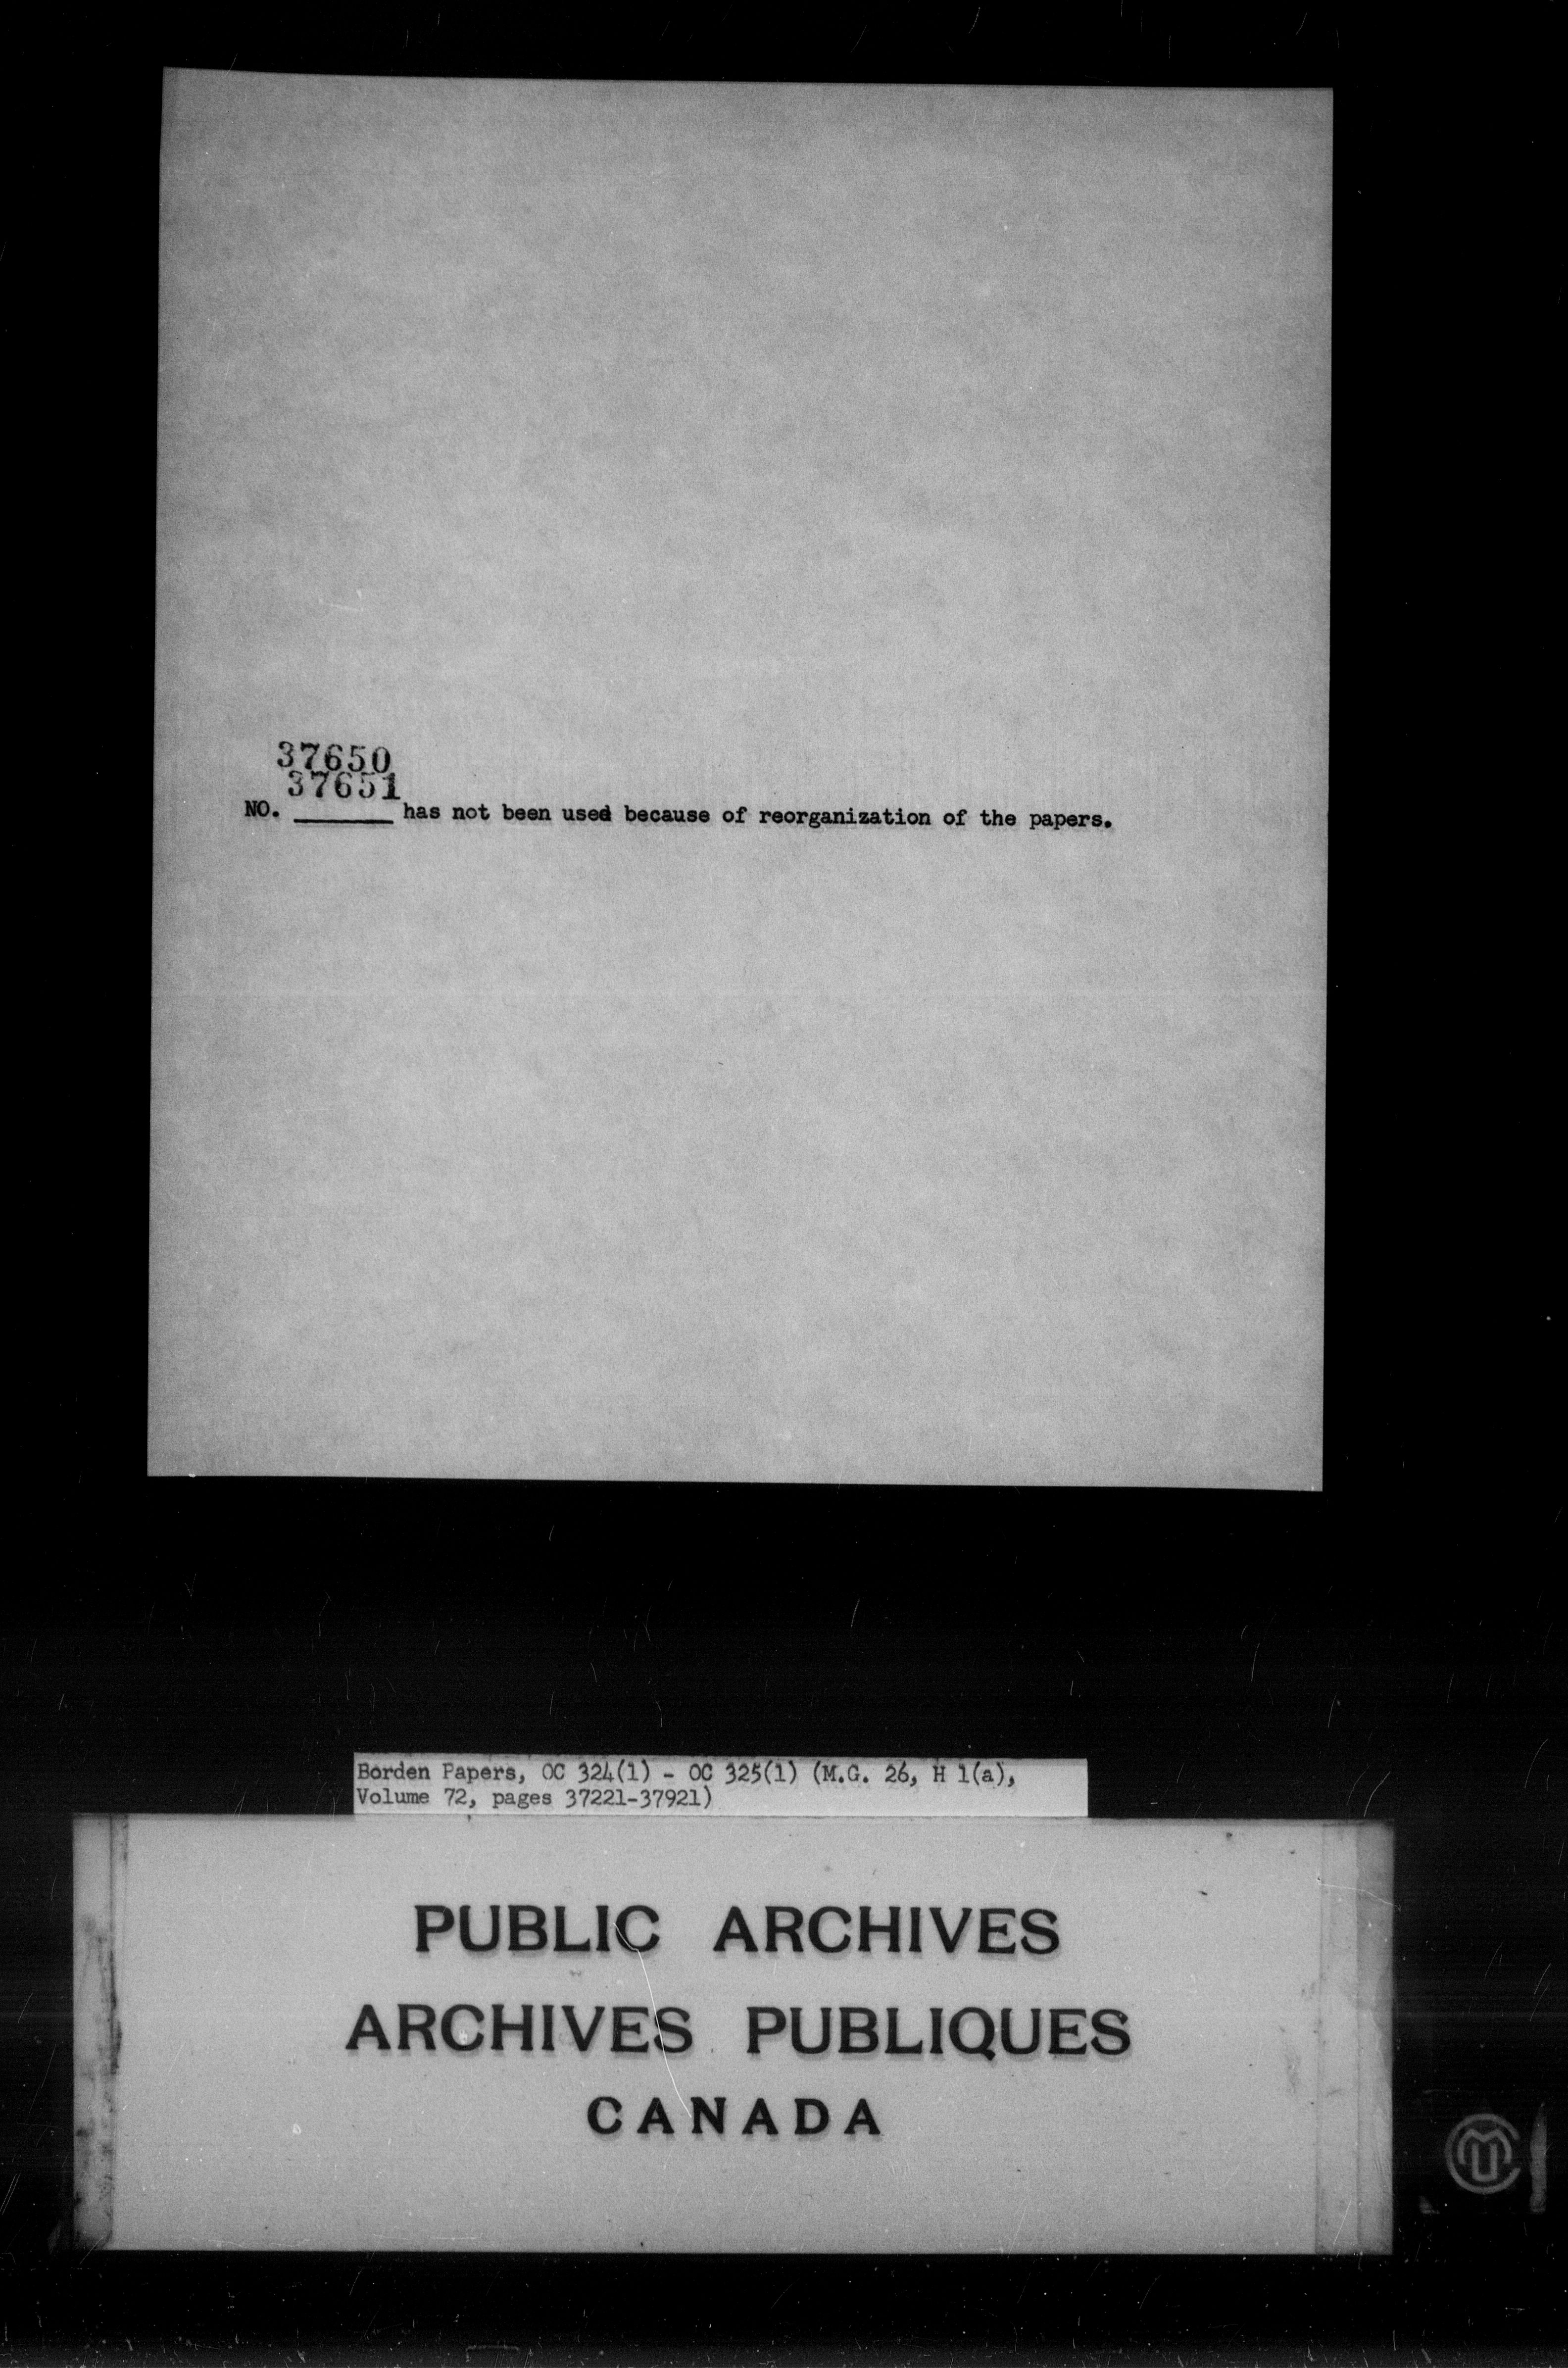 37650
37651
NO. ______ has not been used because of reorganization of the papers.
Borden Papers, OC 324(1) - OC 325(1) (M.G. 26, H 1(a),
Volume 72, pages 37221-37921)
PUBLIC ARCHIVES
ARCHIVES PUBLIQUES
CANADA